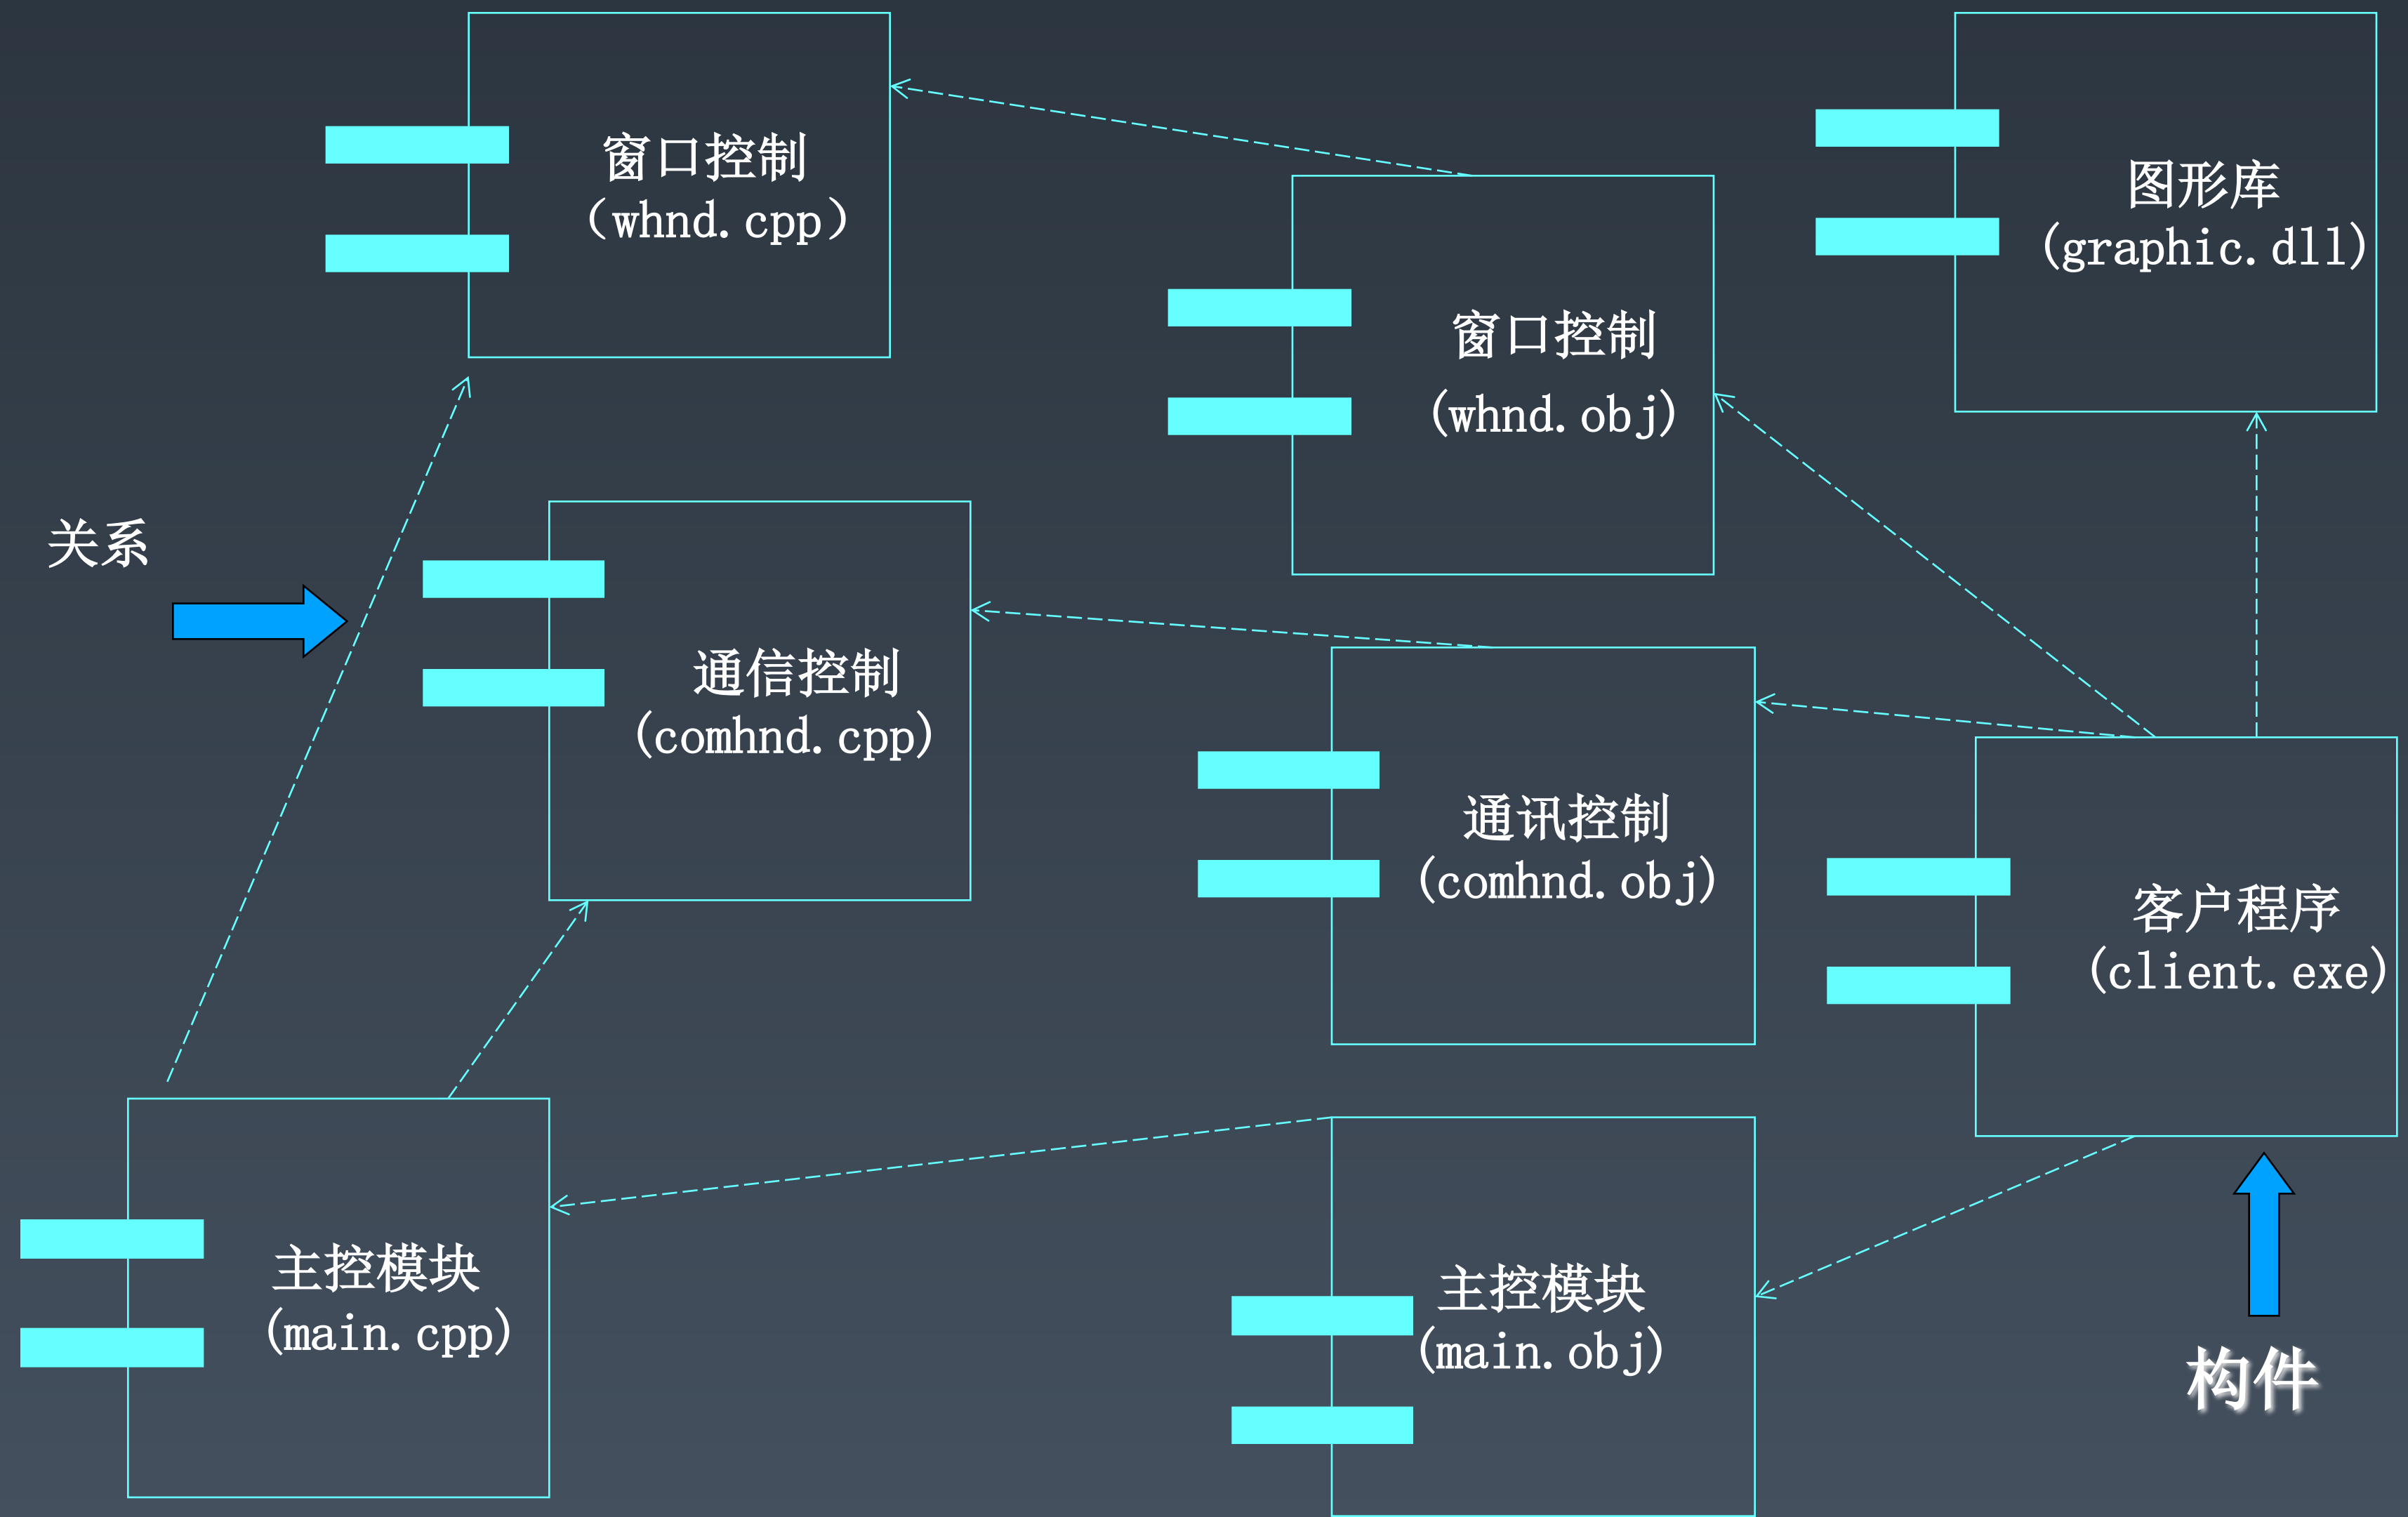 窗口控制
(whnd.cpp)
图形库
(graphic.dll)
窗口控制
(whnd.obj)
关系
通信控制
(comhnd.cpp)
通讯控制
(comhnd.obj)
客户程序
(client.exe)
主控模块
(main.cpp)
主控模块
(main.obj)
构件